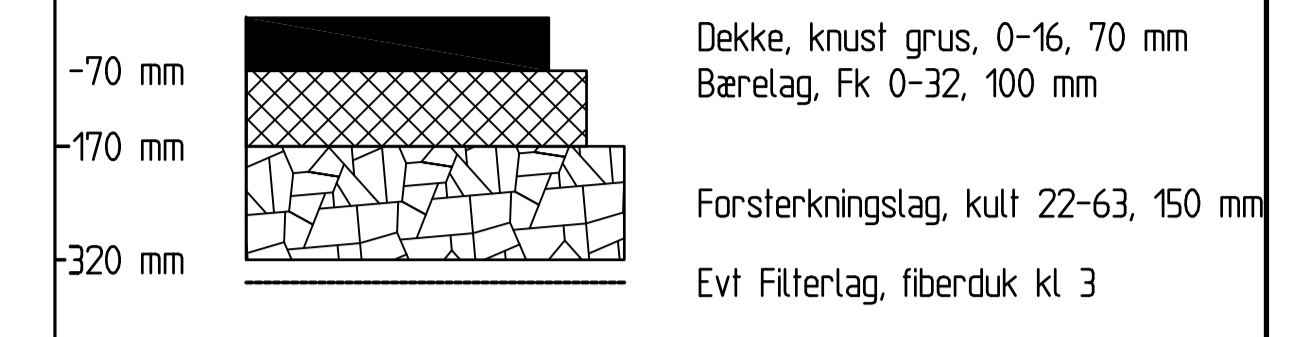 Dekke, knust grus, 0-16, 70 mm
-70 mm
Bærelag, Fk 0-32, 100 mm
-170 mm
Forsterkningslag, kult 22-63, 150 mm
-320 mm
Evt Filterlag, fiberduk kl 3